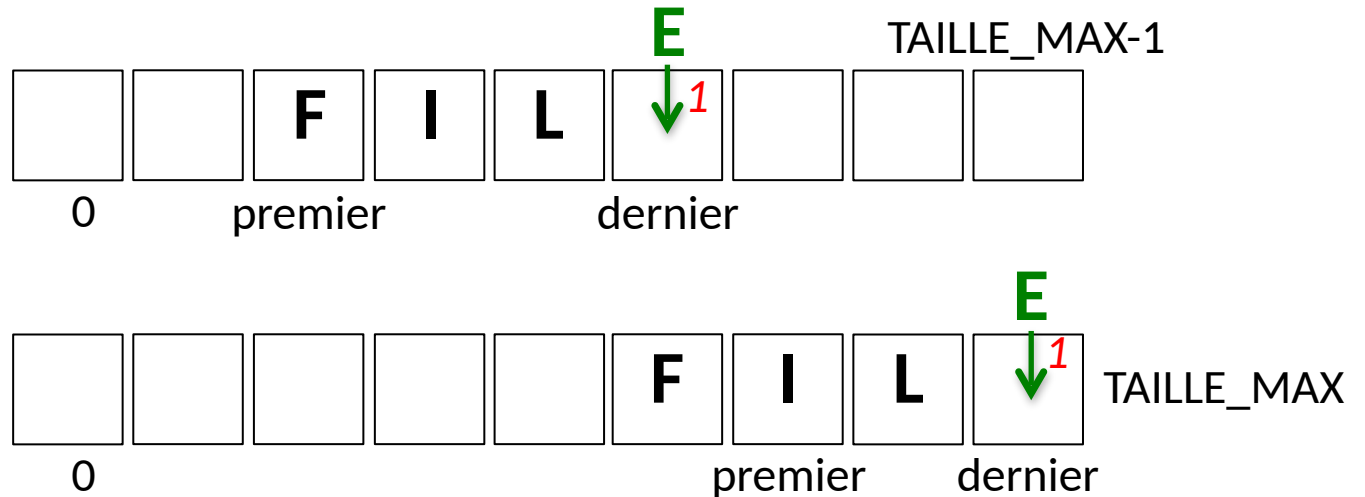 E TAILLE_MAX-1
F I L 1
0 premier dernier
E
F I L 1 TAILLE_MAX
0 premier dernier